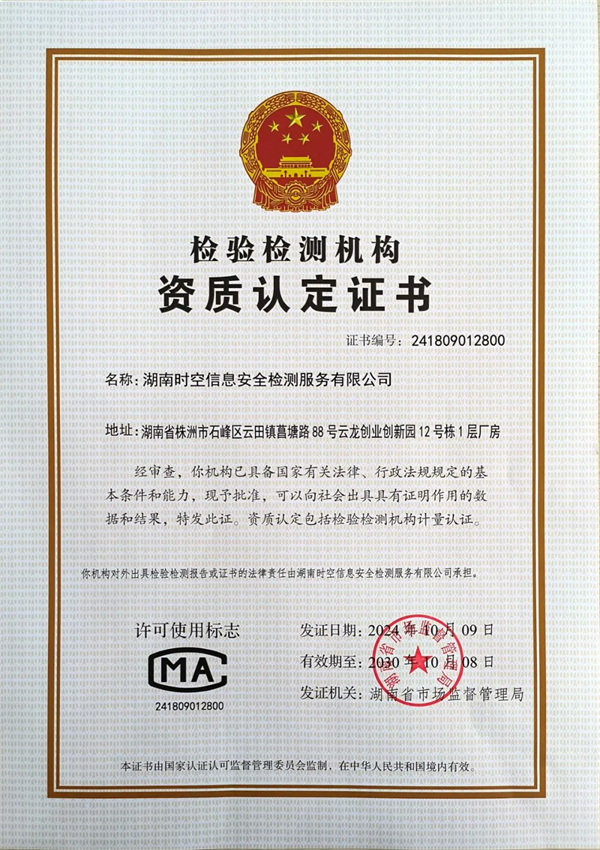 检验检测机构
资质认定证书
证书编号：241809012800
名称：湖南时空信息安全检测服务有限公司
地址：湖南省株洲市石峰区云田镇菖塘路88号云龙创业创新园12号栋1层厂房
经审查，你机构已具备国家有关法律、行政法规规定的基
本条件和能力，现予批准，可以向社会出具具有证明作用的数
据和结果，特发此证。资质认定包括检验检测机构计量认证。
你机构对外出具检验检测报告或证书的法律责任由湖南时空信息安全检测服务有限公司承担。
许可使用标志
MA
241809012800
发证日期：2024年10月09日
有效期至：2030年10月08日
发证机关：湖南省市场监督管理局
湖南省市场监督管理局
本证书由国家认证认可监督管理委员会监制，在中华人民共和国境内有效。